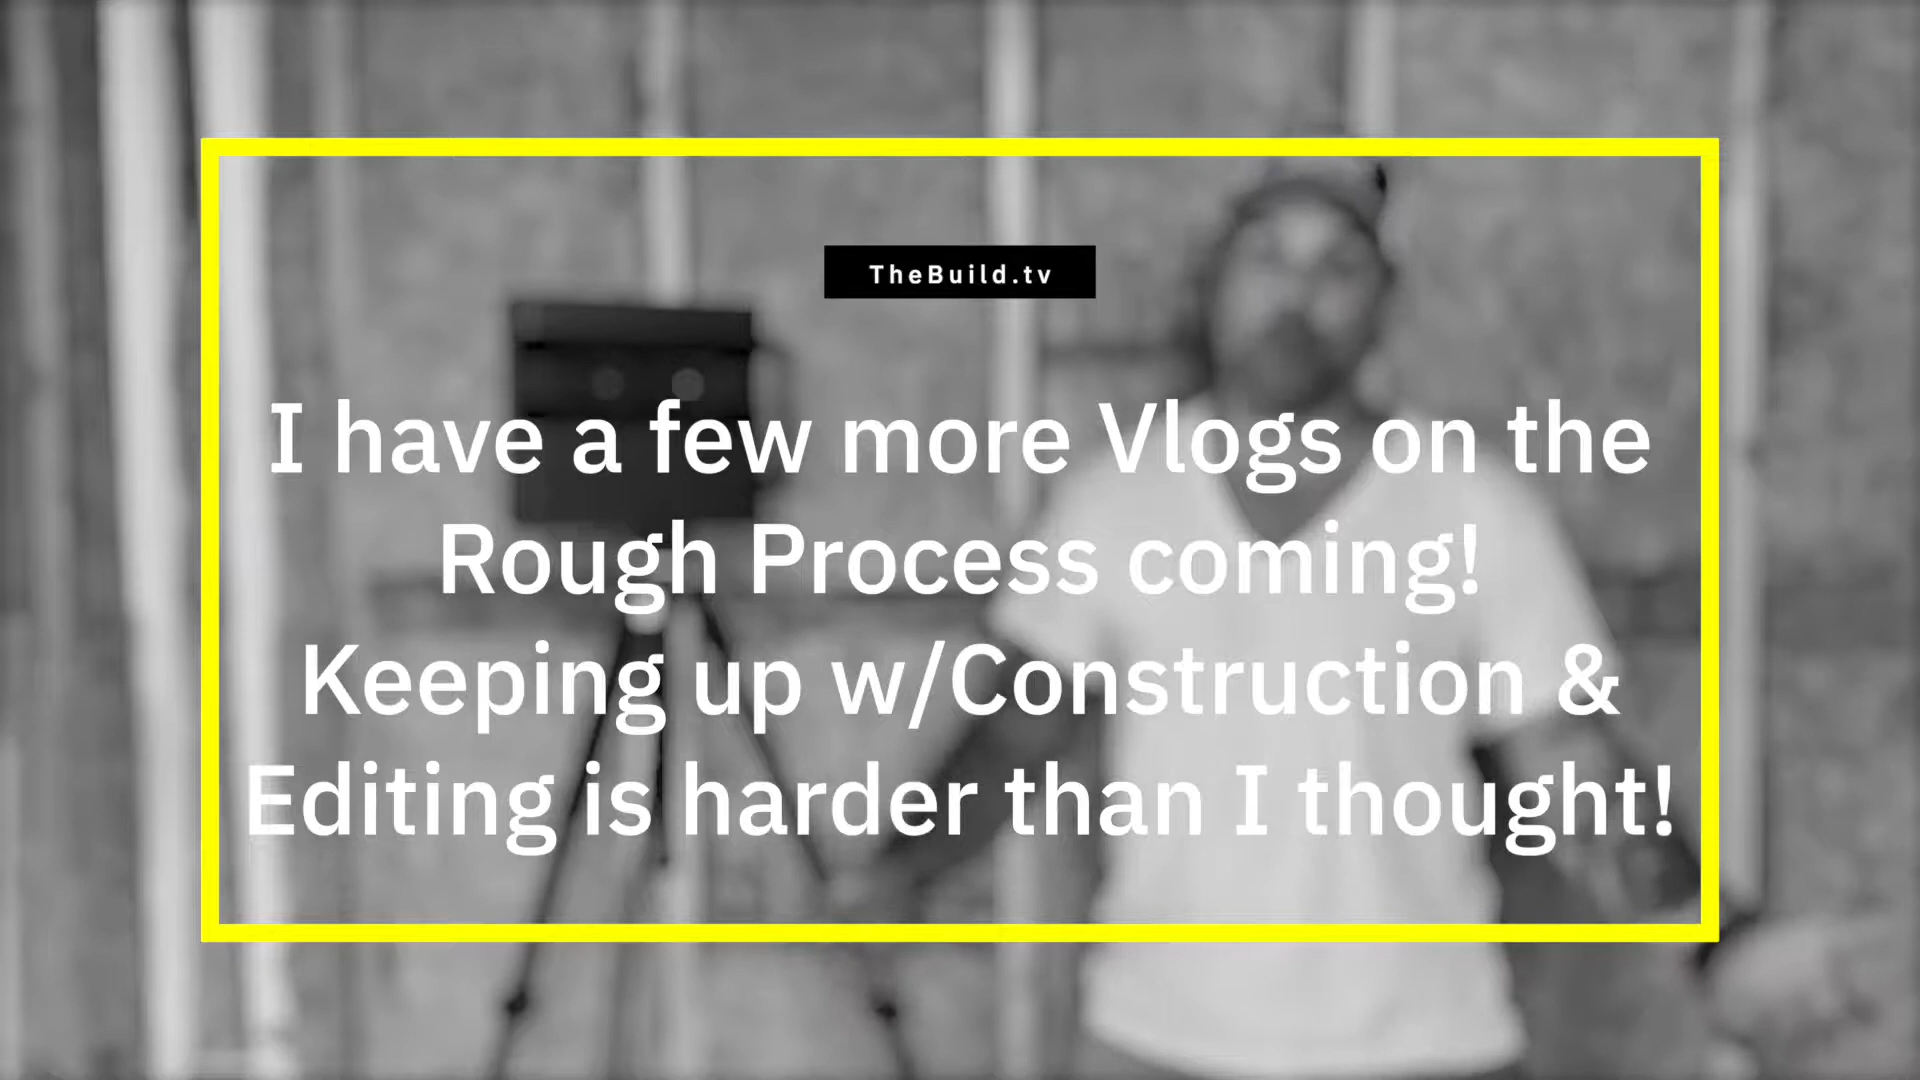 TheBuild.tv
I have a few more Vlogs on the
Rough Process coming!
Keeping up w/Construction &
Editing is harder than I thought!